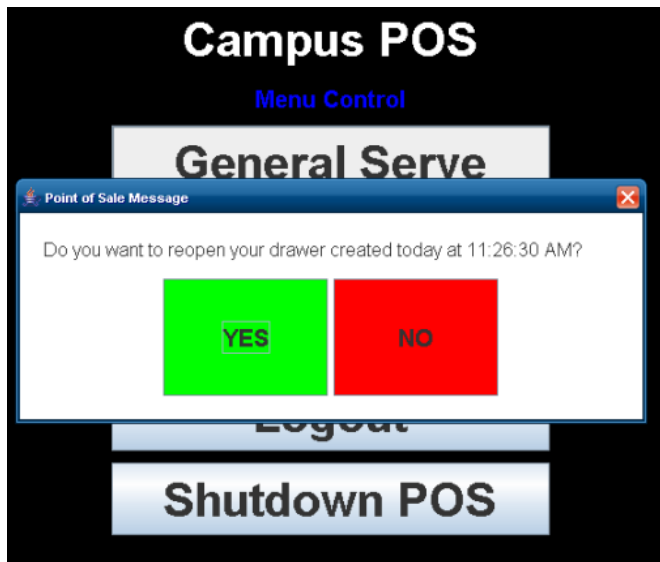 Campus POS
Menu Control
General Serve
Point of Sale Message
Do you want to reopen your drawer created today at 11:26:30 AM?
YES NO
Logout
Shutdown POS